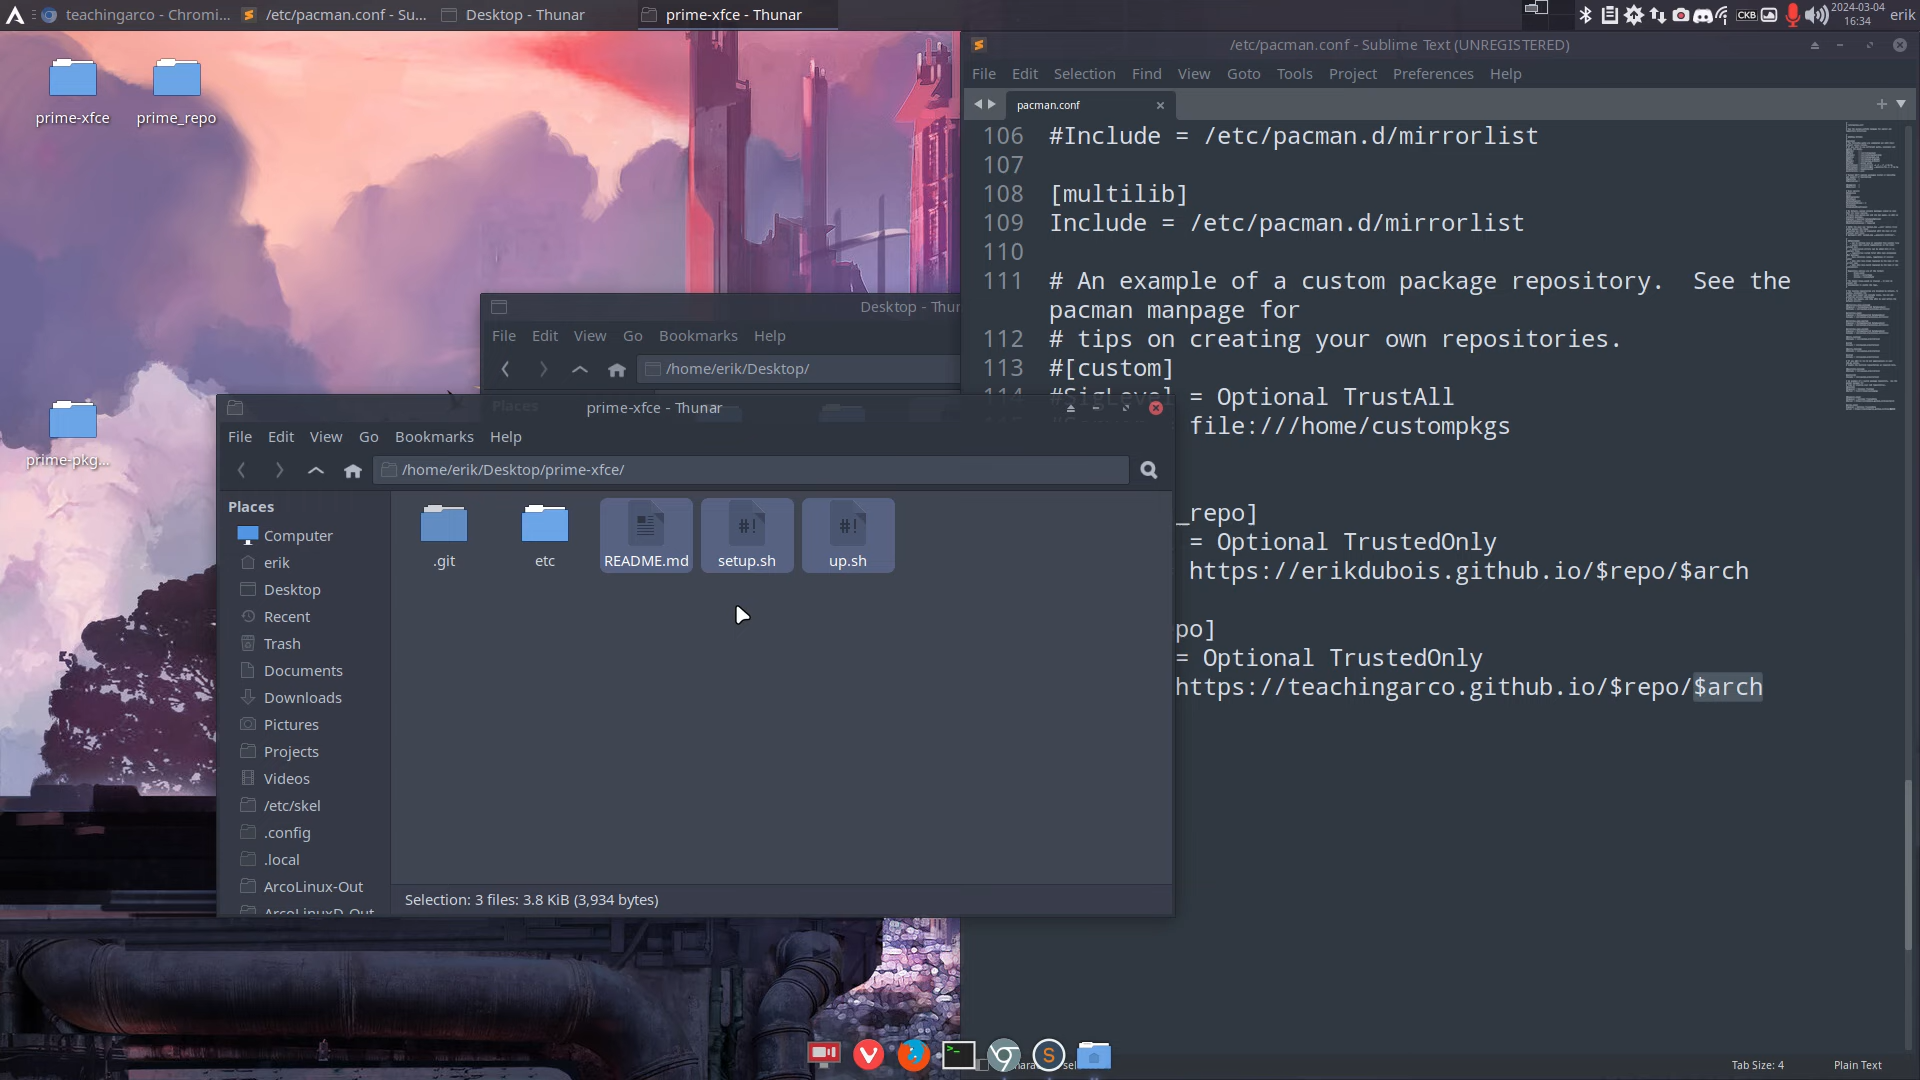 teachingarco - Chromi...
/etc/pacman.conf - Su...
Desktop - Thunar
prime-xfce - Thunar
CKB
2024-03-04
16:34
erik
prime-xfce
prime_repo
prime-pkg...
/etc/pacman.conf - Sublime Text (UNREGISTERED)
File Edit Selection Find View Goto Tools Project Preferences Help
pacman.conf
106 #Include = /etc/pacman.d/mirrorlist
107
108 [multilib]
109 Include = /etc/pacman.d/mirrorlist
110
111 # An example of a custom package repository.  See the
pacman manpage for
112 # tips on creating your own repositories.
113 #[custom]
114 #SigLevel = Optional TrustAll
file:///home/custompkgs
_repo]
= Optional TrustedOnly
https://erikdubois.github.io/$repo/$arch
po]
= Optional TrustedOnly
https://teachingarco.github.io/$repo/$arch
Tab Size: 4
Plain Text
Desktop - Thun
File Edit View Go Bookmarks Help
/home/erik/Desktop/
Places
prime-xfce - Thunar
File Edit View Go Bookmarks Help
/home/erik/Desktop/prime-xfce/
Places
Computer
erik
Desktop
Recent
Trash
Documents
Downloads
Pictures
Projects
Videos
/etc/skel
.config
.local
ArcoLinux-Out
ArcoLinuxD-Out
.git
etc
README.md
setup.sh
up.sh
Selection: 3 files: 3.8 KiB (3,934 bytes)